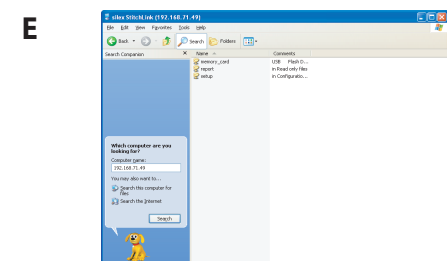 E
silex StitchLink (192.168.71.49)
File Edit View Favorites Tools Help
Back Search Folders
Search Companion Name Comments
memory_card USB Flash D...
report in Read only files
setup in Configuratio...
Which computer are you
looking for?
Computer name:
192.168.71.49
You may also want to...
Search this computer for
files
Search the Internet
Search